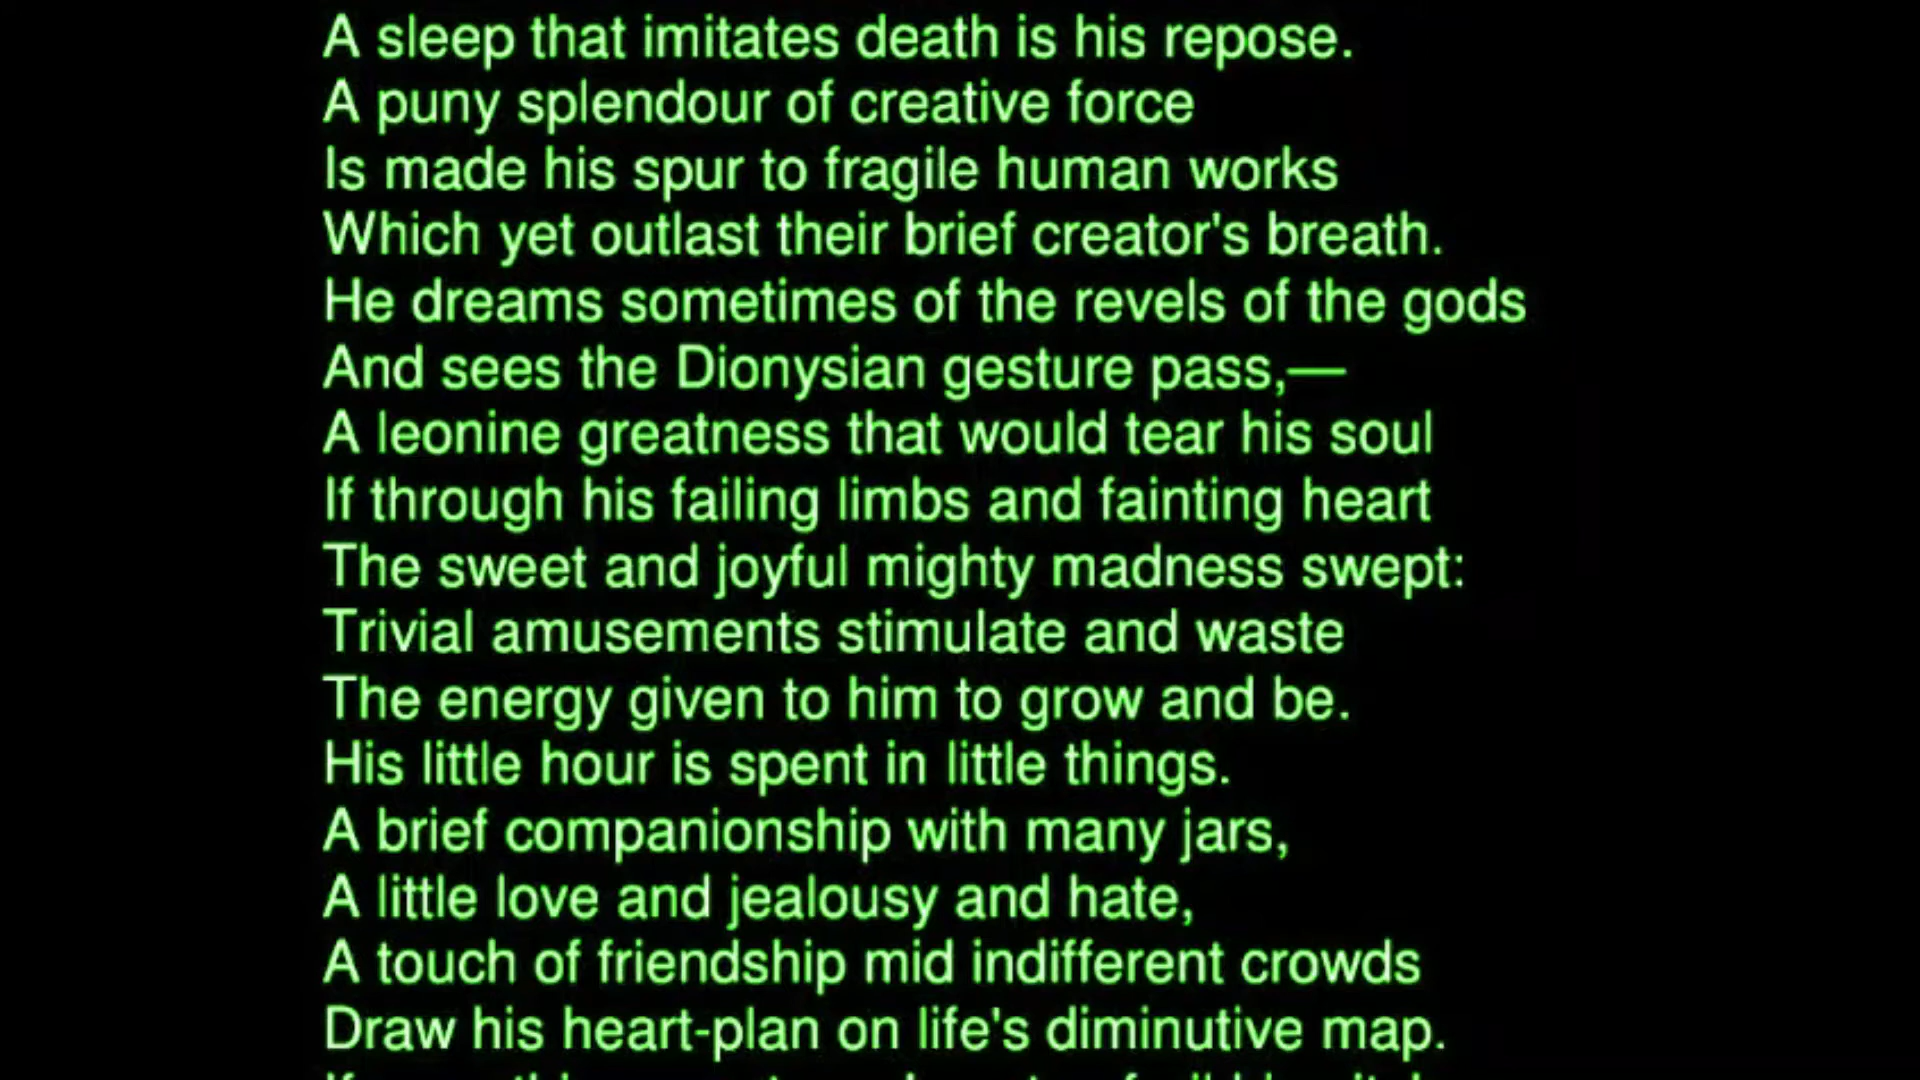 A sleep that imitates death is his repose.
A puny splendour of creative force
Is made his spur to fragile human works
Which yet outlast their brief creator's breath.
He dreams sometimes of the revels of the gods
And sees the Dionysian gesture pass,—
A leonine greatness that would tear his soul
If through his failing limbs and fainting heart
The sweet and joyful mighty madness swept:
Trivial amusements stimulate and waste
The energy given to him to grow and be.
His little hour is spent in little things.
A brief companionship with many jars,
A little love and jealousy and hate,
A touch of friendship mid indifferent crowds
Draw his heart-plan on life's diminutive map.